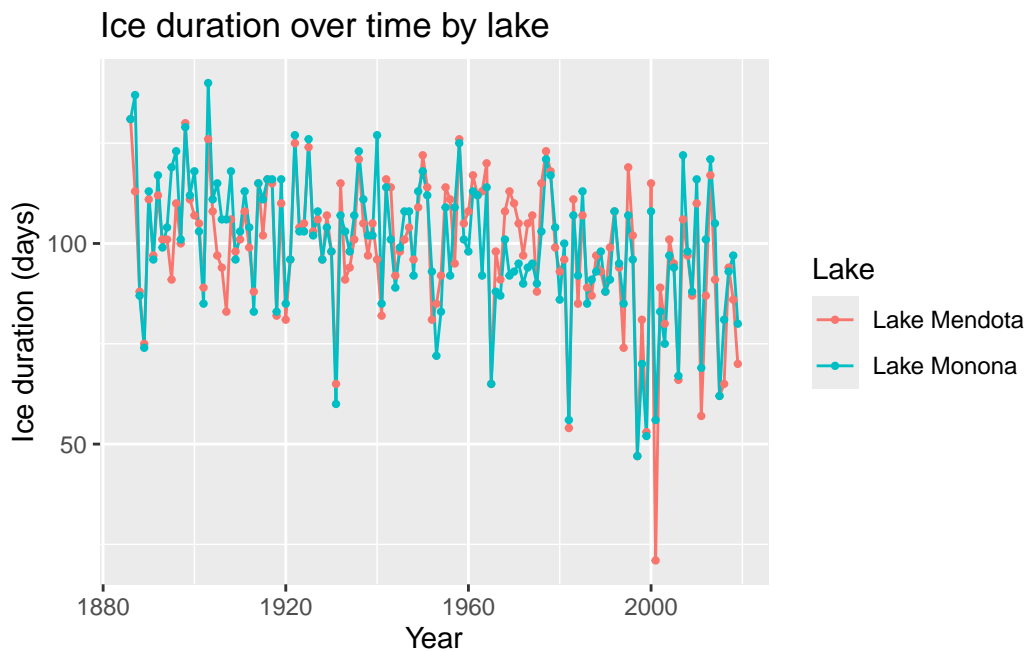 Ice duration over time by lake
Ice duration (days)
100
50
1880
1920
1960
2000
Year
Lake
Lake Mendota
Lake Monona